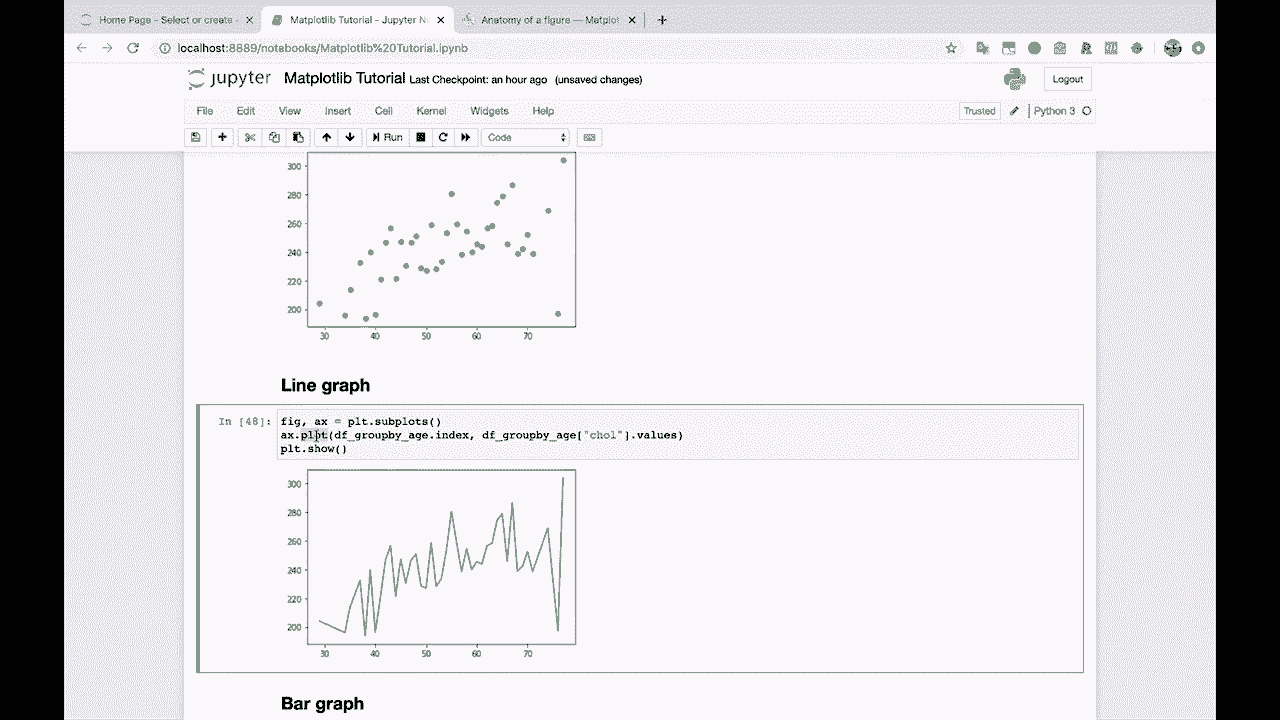 Home Page - Select or create
Matplotlib Tutorial - Jupyter N
Anatomy of a figure — Matplot
localhost:8889/notebooks/Matplotlib%20Tutorial.ipynb
jupyter Matplotlib Tutorial Last Checkpoint: an hour ago (unsaved changes)
Logout
File Edit View Insert Cell Kernel Widgets Help
Trusted Python 3
Run Code
300
280
260
240
220
200
30 40 50 60 70
Line graph
In [48]: fig, ax = plt.subplots()
ax.plot(df_groupby_age.index, df_groupby_age["chol"].values)
plt.show()
300
280
260
240
220
200
30 40 50 60 70
Bar graph